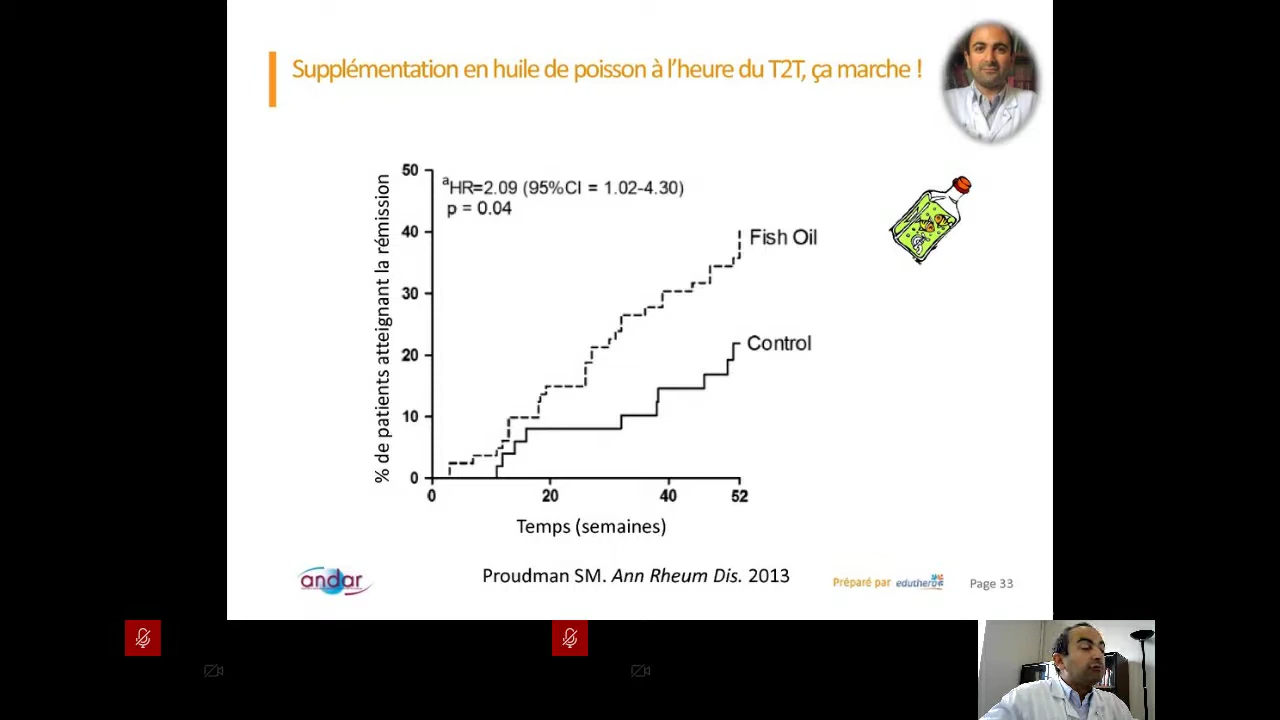 Supplémentation en huile de poisson à l'heure du T2T, ça marche !
% de patients atteignant la rémission
50
40
30
20
10
0
aHR=2.09 (95%CI = 1.02-4.30)
p = 0.04
Fish Oil
Control
0
20
40
52
Temps (semaines)
Proudman SM. Ann Rheum Dis. 2013
andar
Préparé par eduthera
Page 33